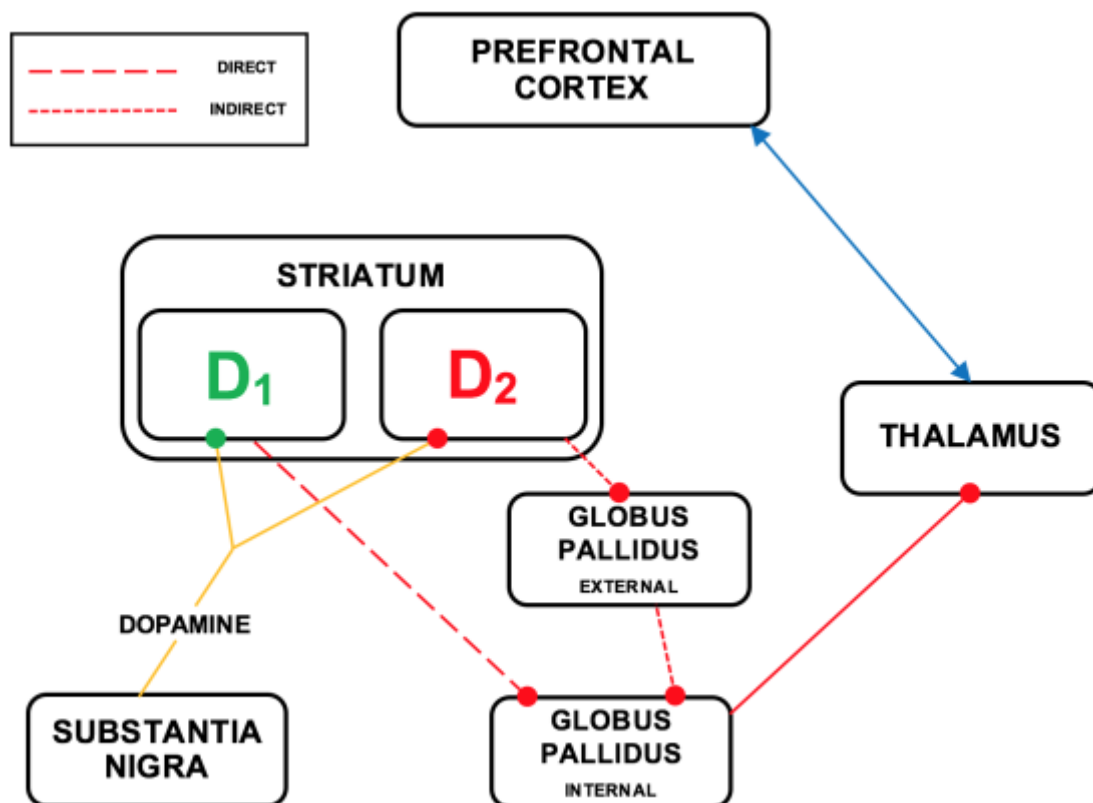 DIRECT
INDIRECT
PREFRONTAL
CORTEX
STRIATUM
D₁
D₂
THALAMUS
GLOBUS
PALLIDUS
EXTERNAL
DOPAMINE
SUBSTANTIA
NIGRA
GLOBUS
PALLIDUS
INTERNAL